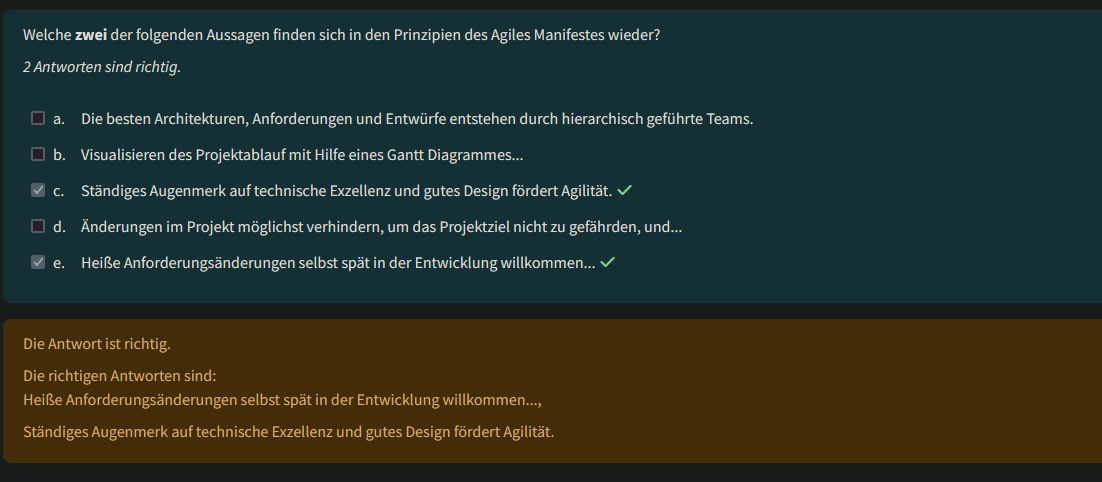 Welche zwei der folgenden Aussagen finden sich in den Prinzipien des Agiles Manifestes wieder?
2 Antworten sind richtig.
a. Die besten Architekturen, Anforderungen und Entwürfe entstehen durch hierarchisch geführte Teams.
b. Visualisieren des Projektablauf mit Hilfe eines Gantt Diagrammes...
c. Ständiges Augenmerk auf technische Exzellenz und gutes Design fördert Agilität.
d. Änderungen im Projekt möglichst verhindern, um das Projektziel nicht zu gefährden, und...
e. Heiße Anforderungsänderungen selbst spät in der Entwicklung willkommen...
Die Antwort ist richtig.
Die richtigen Antworten sind:
Heiße Anforderungsänderungen selbst spät in der Entwicklung willkommen...,
Ständiges Augenmerk auf technische Exzellenz und gutes Design fördert Agilität.